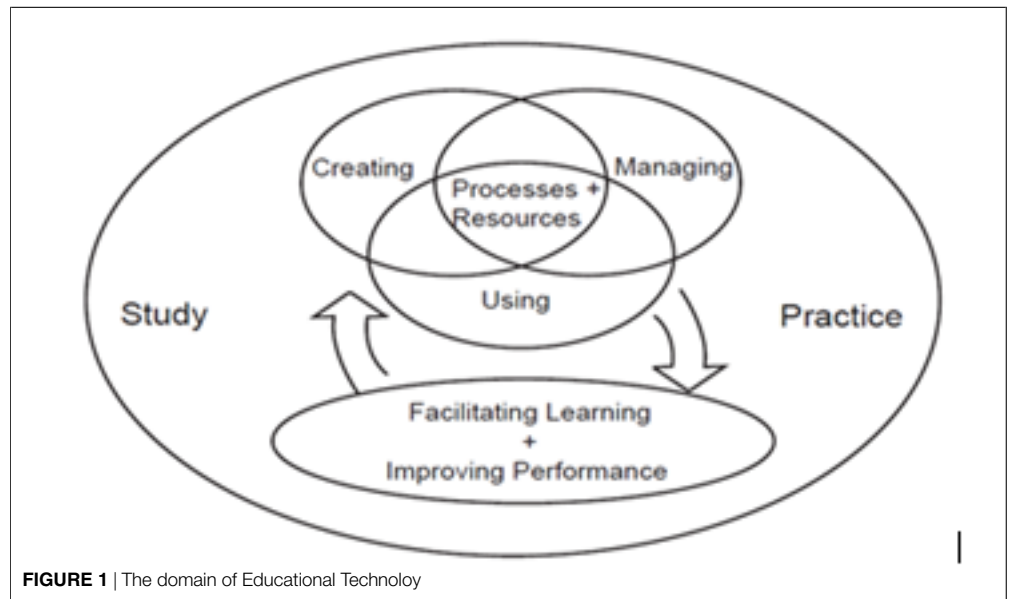 Creating
Managing
Processes +
Resources
Using
Study
Practice
Facilitating Learning
+
Improving Performance
FIGURE 1 | The domain of Educational Technoloy